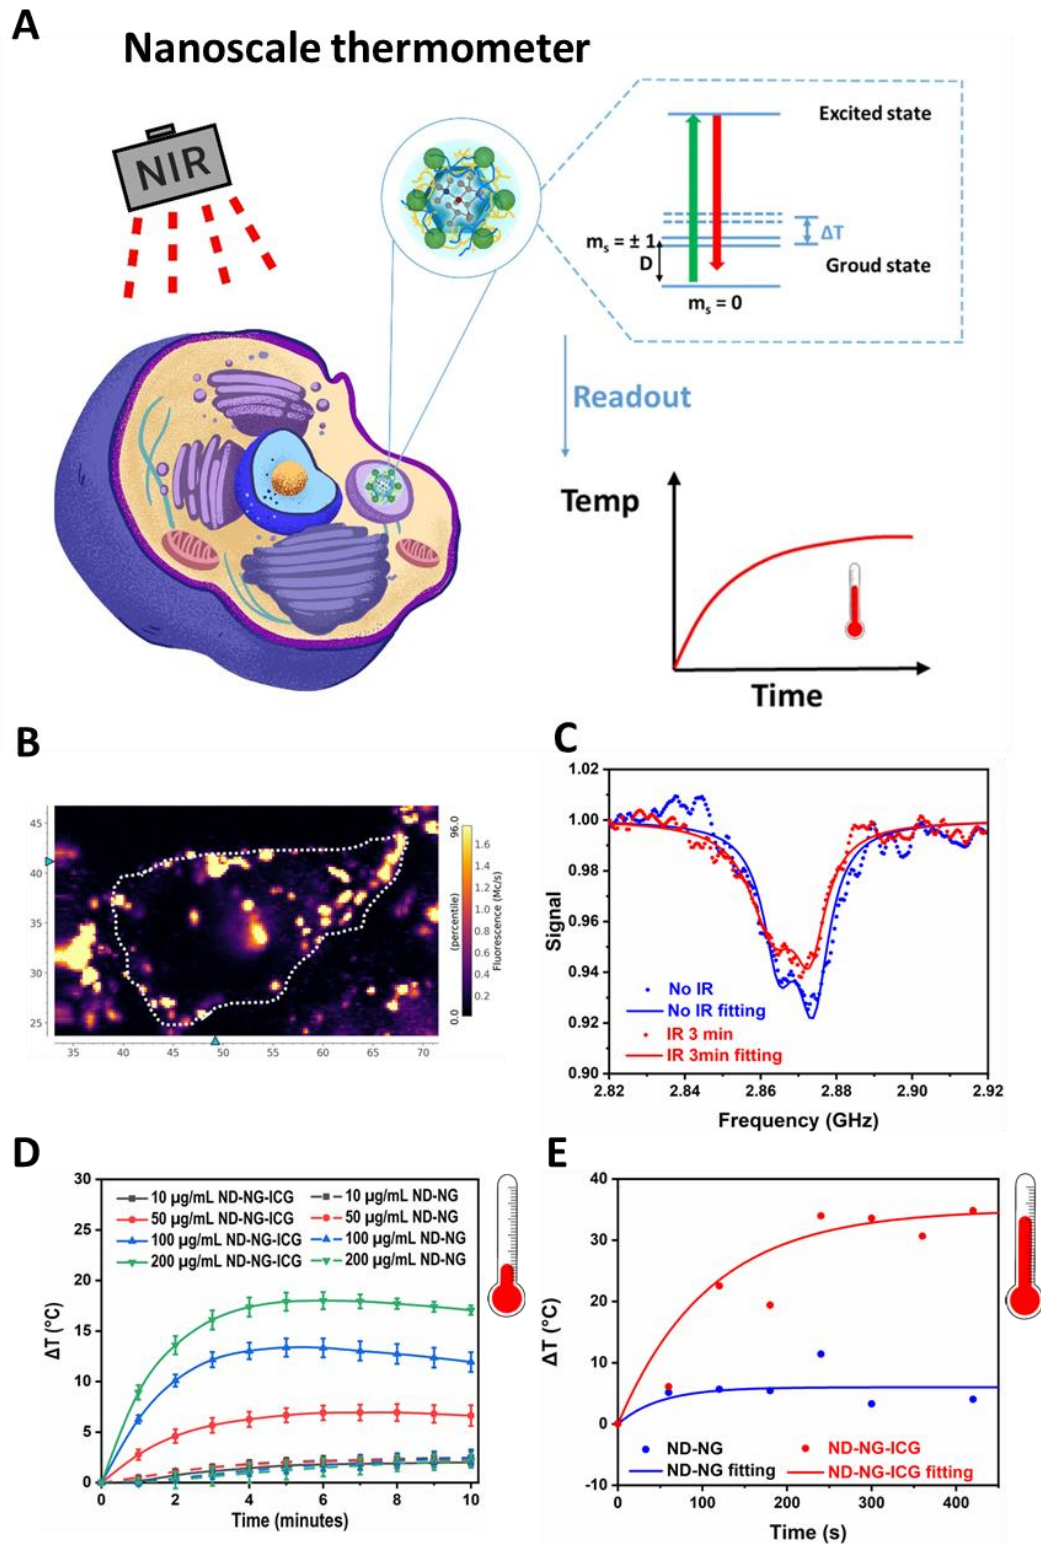 A
Nanoscale thermometer
NIR
Excited state
ΔT
m_s = ± 1
D
Groud state
m_s = 0
Readout
Temp
Time
B
45
40
35
30
25
35 40 45 50 55 60 65 70
96.0
(percentile)
0.0
1.6
1.4
1.2
1.0
0.8
0.6
0.4
0.2
Fluorescence (Mc/s)
C
1.02
1.00
0.98
0.96
0.94
0.92
0.90
Signal
No IR
No IR fitting
IR 3 min
IR 3min fitting
2.82 2.84 2.86 2.88 2.90 2.92
Frequency (GHz)
D
30
25
20
15
10
5
0
ΔT (°C)
10 μg/mL ND-NG-ICG 10 μg/mL ND-NG
50 μg/mL ND-NG-ICG 50 μg/mL ND-NG
100 μg/mL ND-NG-ICG 100 μg/mL ND-NG
200 μg/mL ND-NG-ICG 200 μg/mL ND-NG
0 2 4 6 8 10
Time (minutes)
E
40
30
20
10
0
-10
ΔT (°C)
ND-NG ND-NG-ICG
ND-NG fitting ND-NG-ICG fitting
0 100 200 300 400
Time (s)